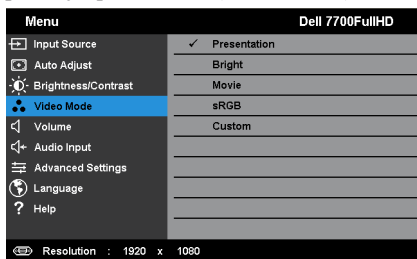 Menu Dell 7700FullHD
Input Source ✓ Presentation
Auto Adjust Bright
Brightness/Contrast Movie
Video Mode sRGB
Volume Custom
Audio Input
Advanced Settings
Language
? Help
Resolution : 1920 x 1080